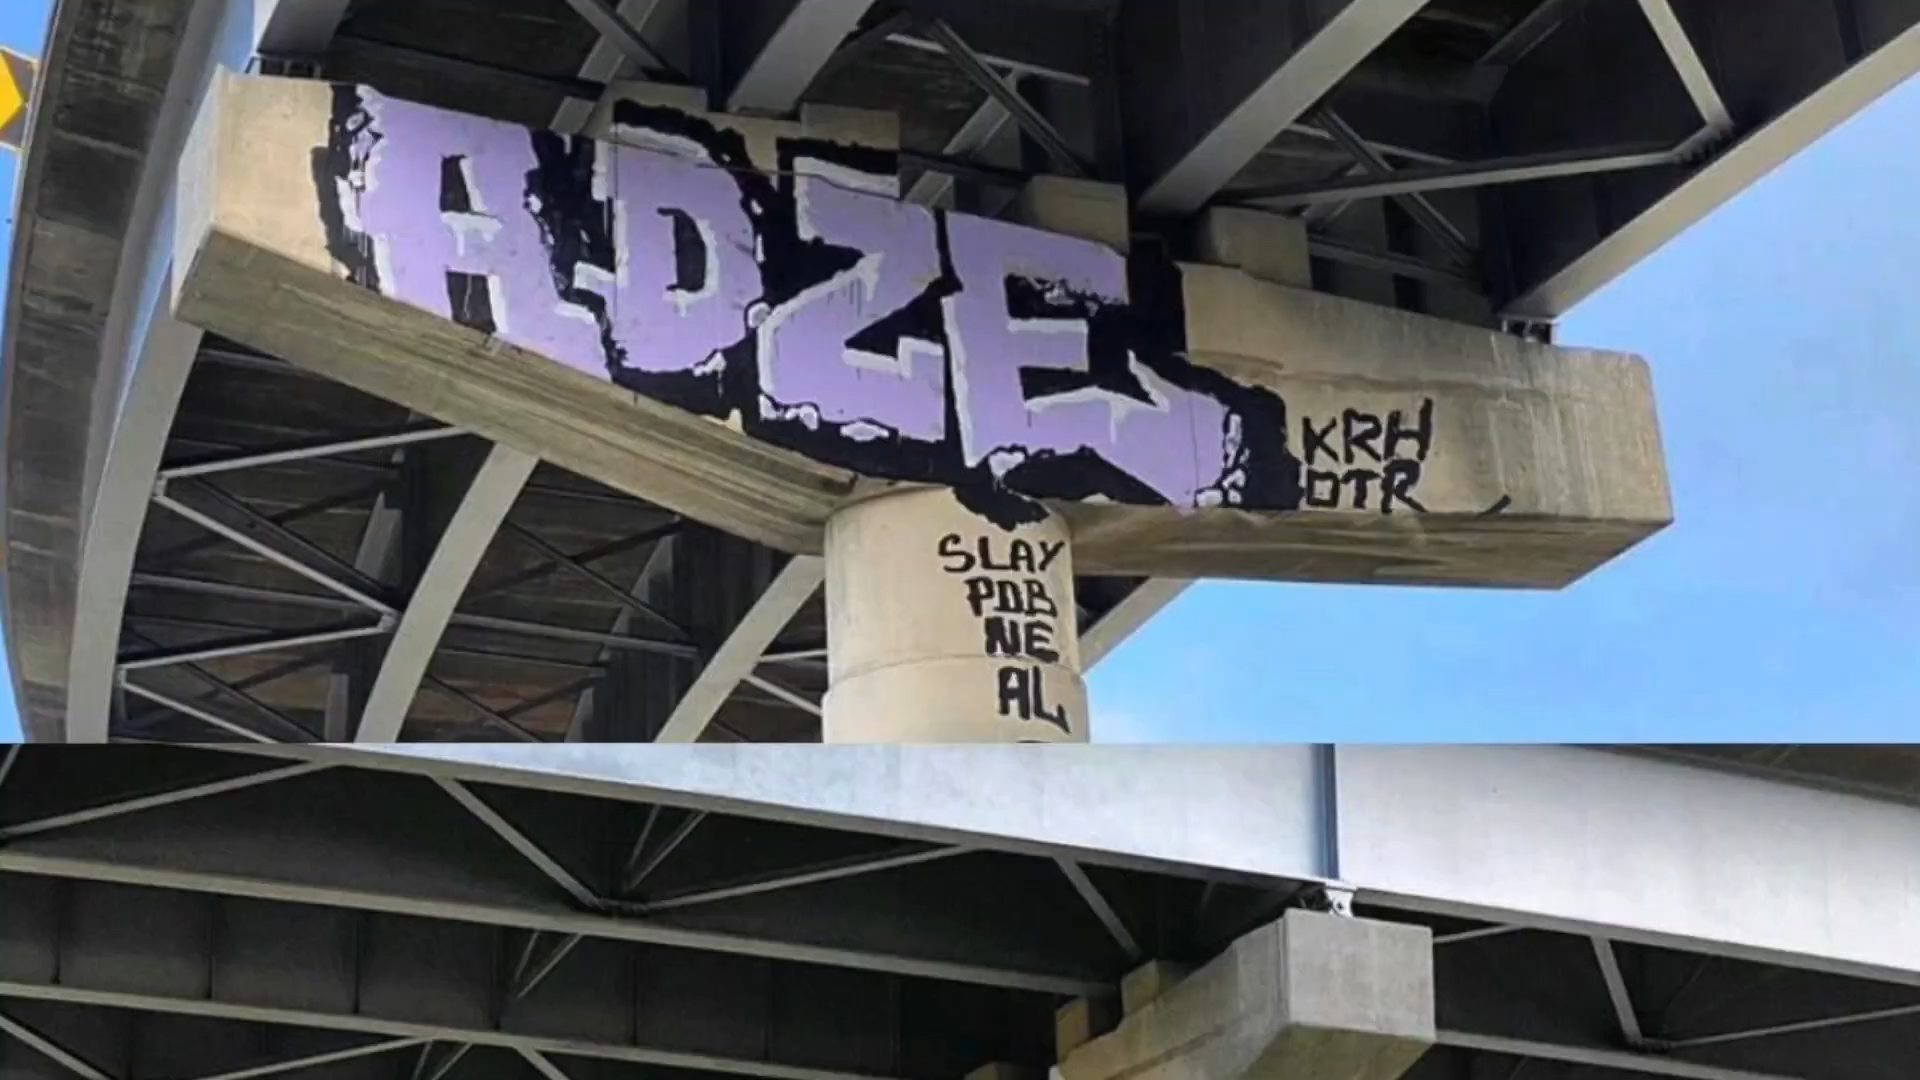 ADZE
KRH
DTR
SLAY
PDB
NE
AL